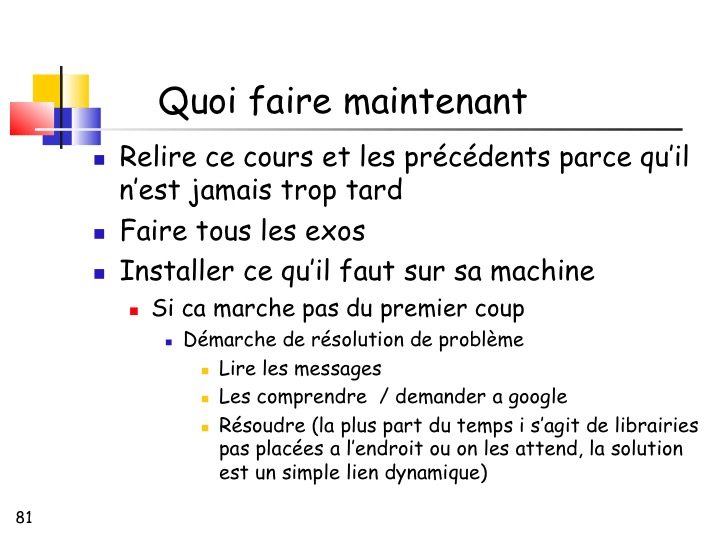 Quoi faire maintenant
Relire ce cours et les précédents parce qu’il
n’est jamais trop tard
Faire tous les exos
Installer ce qu’il faut sur sa machine
Si ca marche pas du premier coup
Démarche de résolution de problème
Lire les messages
Les comprendre / demander a google
Résoudre (la plus part du temps i s’agit de librairies
pas placées a l’endroit ou on les attend, la solution
est un simple lien dynamique)
81